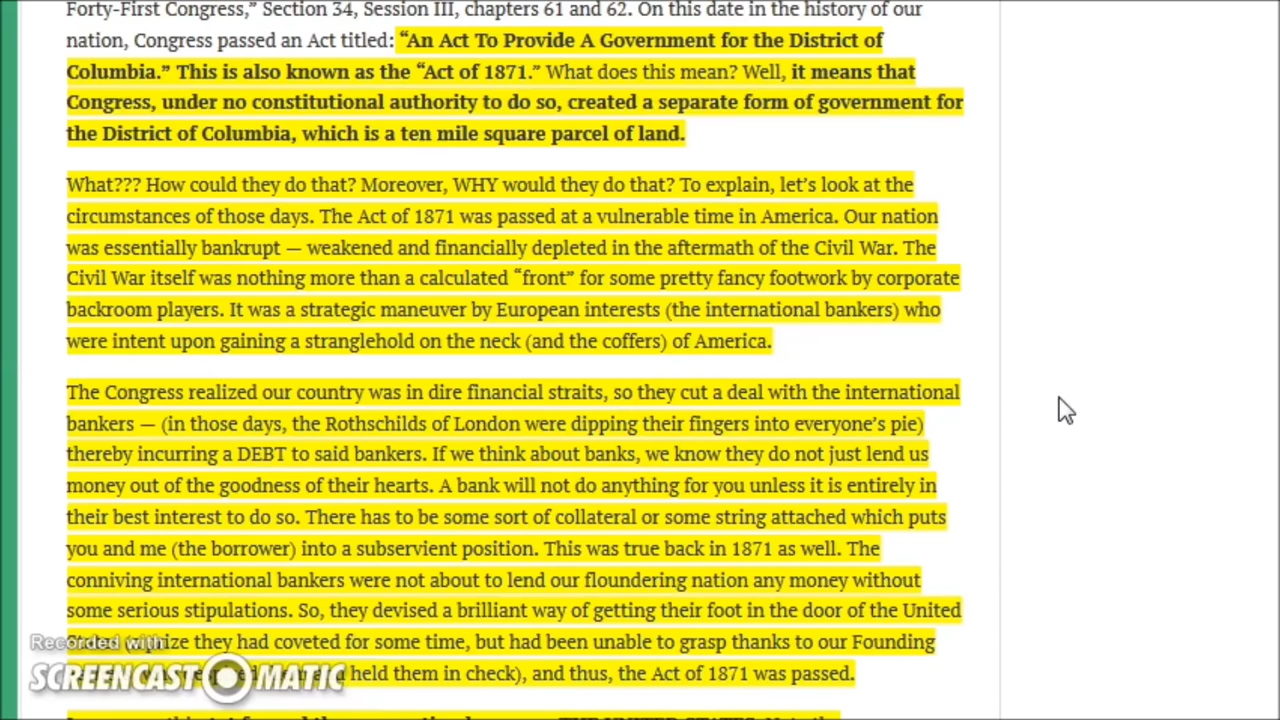 Forty-First Congress,” Section 34, Session III, chapters 61 and 62. On this date in the history of our
nation, Congress passed an Act titled: “An Act To Provide A Government for the District of
Columbia.” This is also known as the “Act of 1871.” What does this mean? Well, it means that
Congress, under no constitutional authority to do so, created a separate form of government for
the District of Columbia, which is a ten mile square parcel of land.
What??? How could they do that? Moreover, WHY would they do that? To explain, let’s look at the
circumstances of those days. The Act of 1871 was passed at a vulnerable time in America. Our nation
was essentially bankrupt — weakened and financially depleted in the aftermath of the Civil War. The
Civil War itself was nothing more than a calculated “front” for some pretty fancy footwork by corporate
backroom players. It was a strategic maneuver by European interests (the international bankers) who
were intent upon gaining a stranglehold on the neck (and the coffers) of America.
The Congress realized our country was in dire financial straits, so they cut a deal with the international
bankers — (in those days, the Rothschilds of London were dipping their fingers into everyone’s pie)
thereby incurring a DEBT to said bankers. If we think about banks, we know they do not just lend us
money out of the goodness of their hearts. A bank will not do anything for you unless it is entirely in
their best interest to do so. There has to be some sort of collateral or some string attached which puts
you and me (the borrower) into a subservient position. This was true back in 1871 as well. The
conniving international bankers were not about to lend our floundering nation any money without
some serious stipulations. So, they devised a brilliant way of getting their foot in the door of the United
they had coveted for some time, but had been unable to grasp thanks to our Founding
held them in check), and thus, the Act of 1871 was passed.
Recorded with
SCREENCAST MATIC